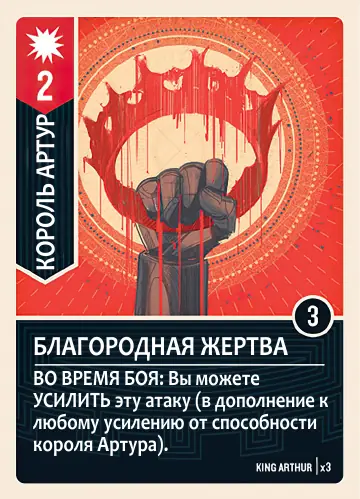 2
КОРОЛЬ АРТУР
3
БЛАГОРОДНАЯ ЖЕРТВА
ВО ВРЕМЯ БОЯ: Вы можете
УСИЛИТЬ эту атаку (в дополнение к
любому усилению от способности
короля Артура).
KING ARTHUR | x3